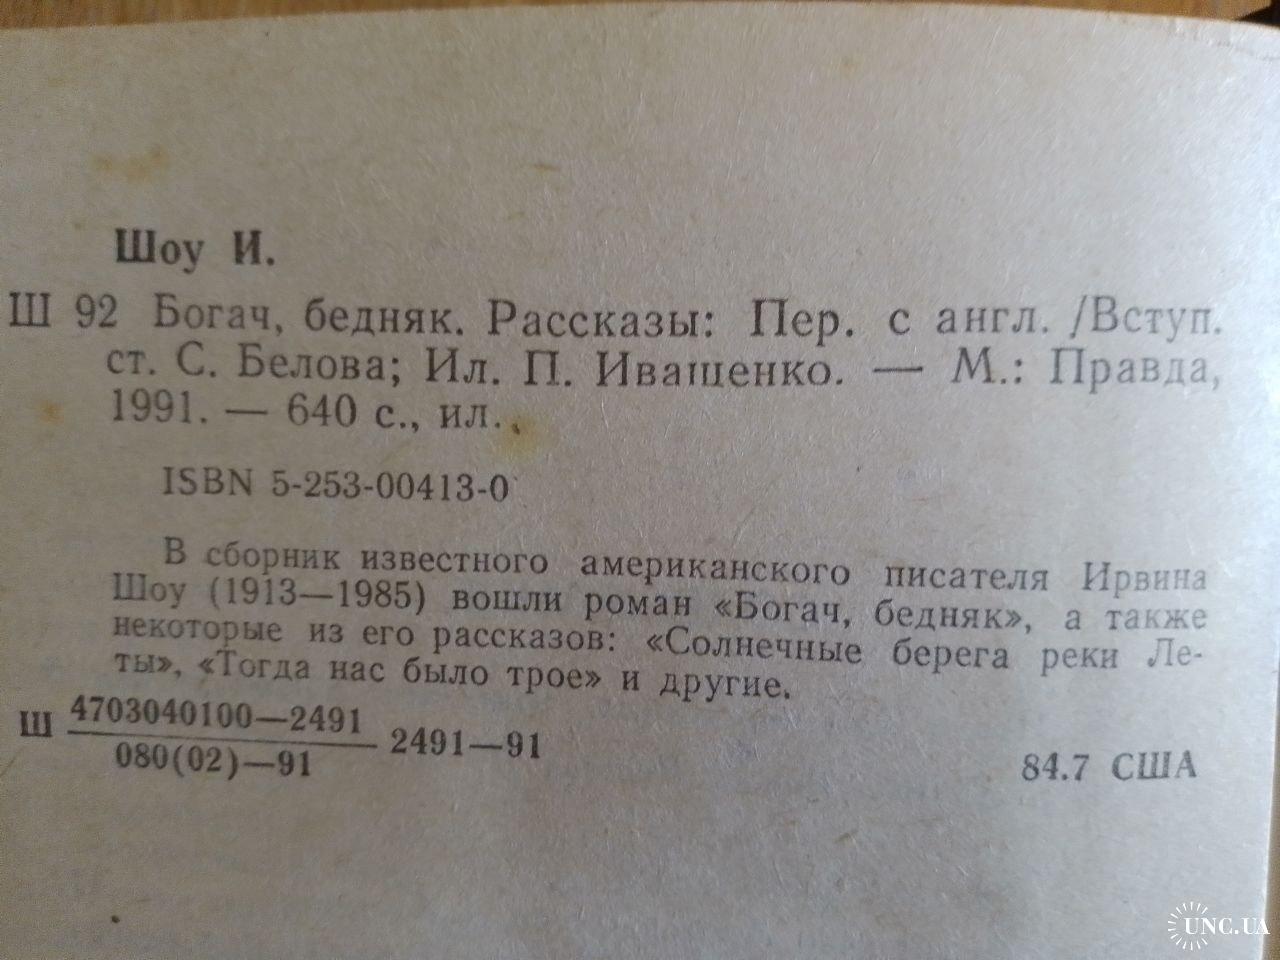 Шоу И.
Ш 92 Богач, бедняк. Рассказы: Пер. с англ. /Вступ.
ст. С. Белова; Ил. П. Иващенко. — М.: Правда,
1991. — 640 с., ил.
ISBN 5-253-00413-0
В сборник известного американского писателя Ирвина
Шоу (1913—1985) вошли роман «Богач, бедняк», а также
некоторые из его рассказов: «Солнечные берега реки Ле-
ты», «Тогда нас было трое» и другие.
Ш 4703040100—2491 2491—91
080(02)—91
84.7 США
UNC.UA